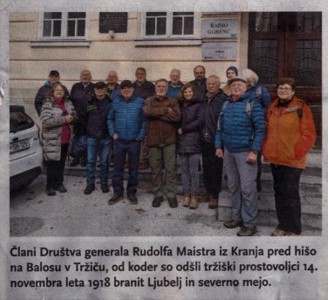 RADIO
GORENC
Člani Društva generala Rudolfa Maistra iz Kranja pred hišo
na Balosu v Tržiču, od koder so odšli tržiški prostovoljci 14.
novembra leta 1918 branit Ljubelj in severno mejo.